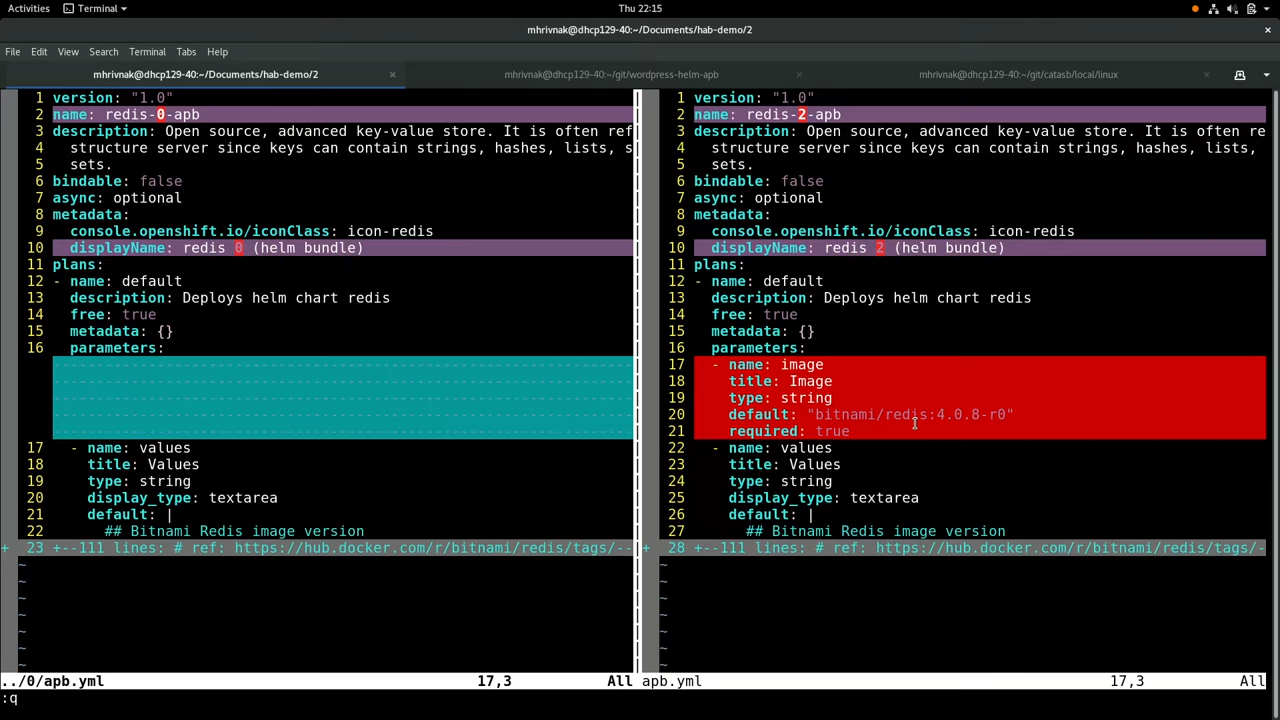 Activities Terminal Thu 22:15
mhrivnak@dhcp129-40:~/Documents/hab-demo/2
File Edit View Search Terminal Tabs Help
mhrivnak@dhcp129-40:~/Documents/hab-demo/2 mhrivnak@dhcp129-40:~/git/wordpress-helm-apb mhrivnak@dhcp129-40:~/git/catasb/local/linux
1 version: "1.0"
2 name: redis-0-apb
3 description: Open source, advanced key-value store. It is often ref
4 structure server since keys can contain strings, hashes, lists, s
5 sets.
6 bindable: false
7 async: optional
8 metadata:
9 console.openshift.io/iconClass: icon-redis
10 displayName: redis 0 (helm bundle)
11 plans:
12 - name: default
13 description: Deploys helm chart redis
14 free: true
15 metadata: {}
16 parameters:
17 - name: values
18 title: Values
19 type: string
20 display_type: textarea
21 default: |
22 ## Bitnami Redis image version
+ 23 +--111 lines: # ref: https://hub.docker.com/r/bitnami/redis/tags/--
~
~
~
~
~
~
~
../0/apb.yml 17,3 All
1 version: "1.0"
2 name: redis-2-apb
3 description: Open source, advanced key-value store. It is often re
4 structure server since keys can contain strings, hashes, lists,
5 sets.
6 bindable: false
7 async: optional
8 metadata:
9 console.openshift.io/iconClass: icon-redis
10 displayName: redis 2 (helm bundle)
11 plans:
12 - name: default
13 description: Deploys helm chart redis
14 free: true
15 metadata: {}
16 parameters:
17 - name: image
18 title: Image
19 type: string
20 default: "bitnami/redis:4.0.8-r0"
21 required: true
22 - name: values
23 title: Values
24 type: string
25 display_type: textarea
26 default: |
27 ## Bitnami Redis image version
+ 28 +--111 lines: # ref: https://hub.docker.com/r/bitnami/redis/tags/-
~
~
~
~
~
~
~
apb.yml 17,3 All
:q